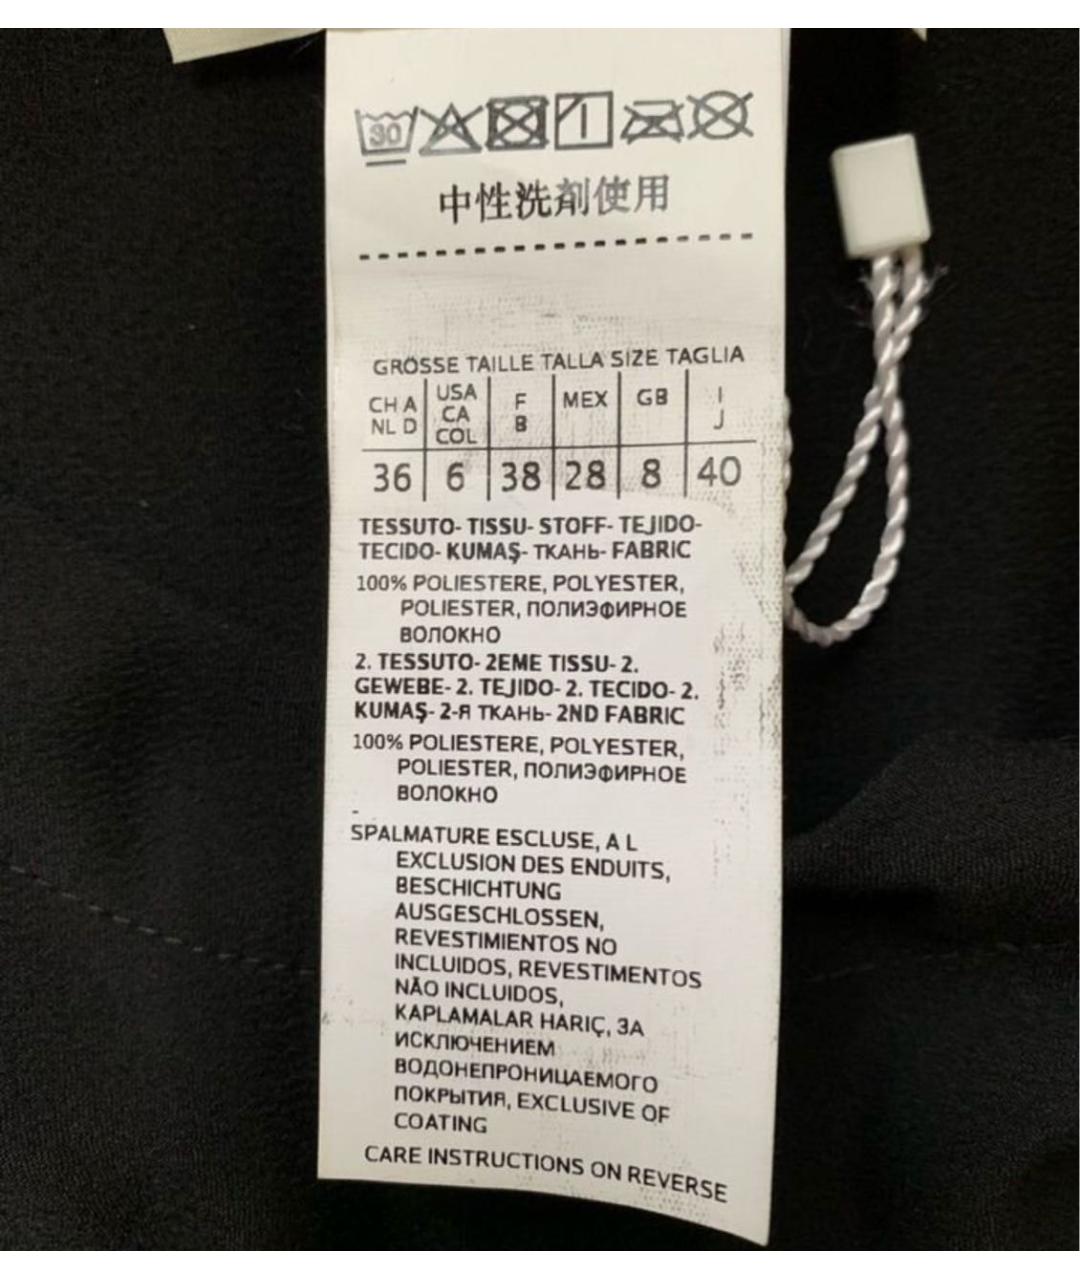 30
中性洗剤使用
GRÖSSE TAILLE TALLA SIZE TAGLIA
CH A NL D USA CA COL F B MEX GB I J
36 6 38 28 8 40
TESSUTO- TISSU- STOFF- TEJIDO-
TECIDO- KUMAŞ- ТКАНЬ- FABRIC
100% POLIESTERE, POLYESTER,
POLIESTER, ПОЛИЭФИРНОЕ
ВОЛОКНО
2. TESSUTO- 2EME TISSU- 2.
GEWEBE- 2. TEJIDO- 2. TECIDO- 2.
KUMAŞ- 2-Я ТКАНЬ- 2ND FABRIC
100% POLIESTERE, POLYESTER,
POLIESTER, ПОЛИЭФИРНОЕ
ВОЛОКНО
-
SPALMATURE ESCLUSE, A L
EXCLUSION DES ENDUITS,
BESCHICHTUNG
AUSGESCHLOSSEN,
REVESTIMIENTOS NO
INCLUIDOS, REVESTIMENTOS
NÃO INCLUIDOS,
KAPLAMALAR HARIÇ, ЗА
ИСКЛЮЧЕНИЕМ
ВОДОНЕПРОНИЦАЕМОГО
ПОКРЫТИЯ, EXCLUSIVE OF
COATING
CARE INSTRUCTIONS ON REVERSE